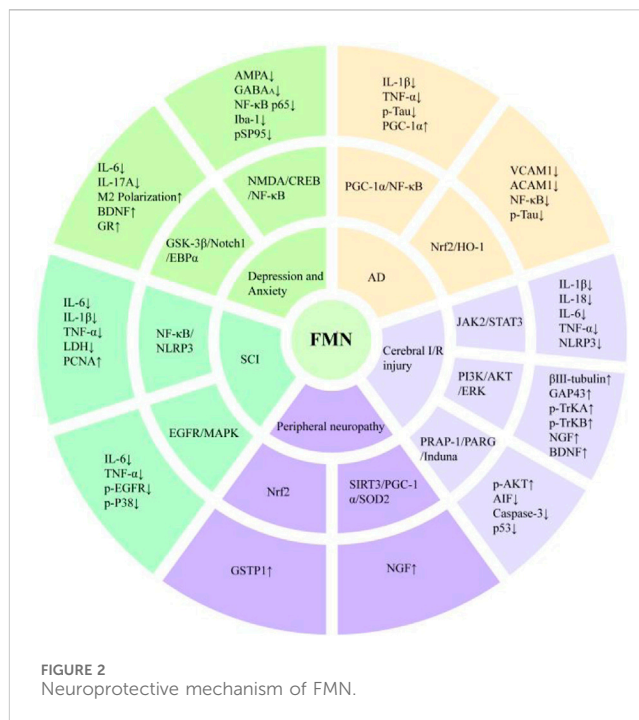 AMPA↓
GABAA↓
NF-κB p65↓
Iba-1↓
pSP95↓
NMDA/CREB
/NF-κB
IL-6↓
IL-17A↓
M2 Polarization↑
BDNF↑
GR↑
GSK-3β/Notch1
/EBPα
Depression and
Anxiety
IL-1β↓
TNF-α↓
p-Tau↓
PGC-1α↑
PGC-1α/NF-κB
VCAM1↓
ACAM1↓
NF-κB↓
p-Tau↓
Nrf2/HO-1
AD
FMN
IL-6↓
IL-1β↓
TNF-α↓
LDH↓
PCNA↑
NF-κB/
NLRP3
SCI
IL-6↓
TNF-α↓
p-EGFR↓
p-P38↓
EGFR/MAPK
Cerebral I/R
injury
JAK2/STAT3
IL-1β↓
IL-18↓
IL-6↓
TNF-α↓
NLRP3↓
PI3K/AKT
/ERK
βIII-tubulin↑
GAP43↑
p-TrKA↑
p-TrKB↑
NGF↑
BDNF↑
PRAP-1/PARG
/Induna
p-AKT↑
AIF↓
Caspase-3↓
p53↓
Peripheral neuropathy
Nrf2
SIRT3/PGC-1
α/SOD2
GSTP1↑
NGF↑
FIGURE 2
Neuroprotective mechanism of FMN.